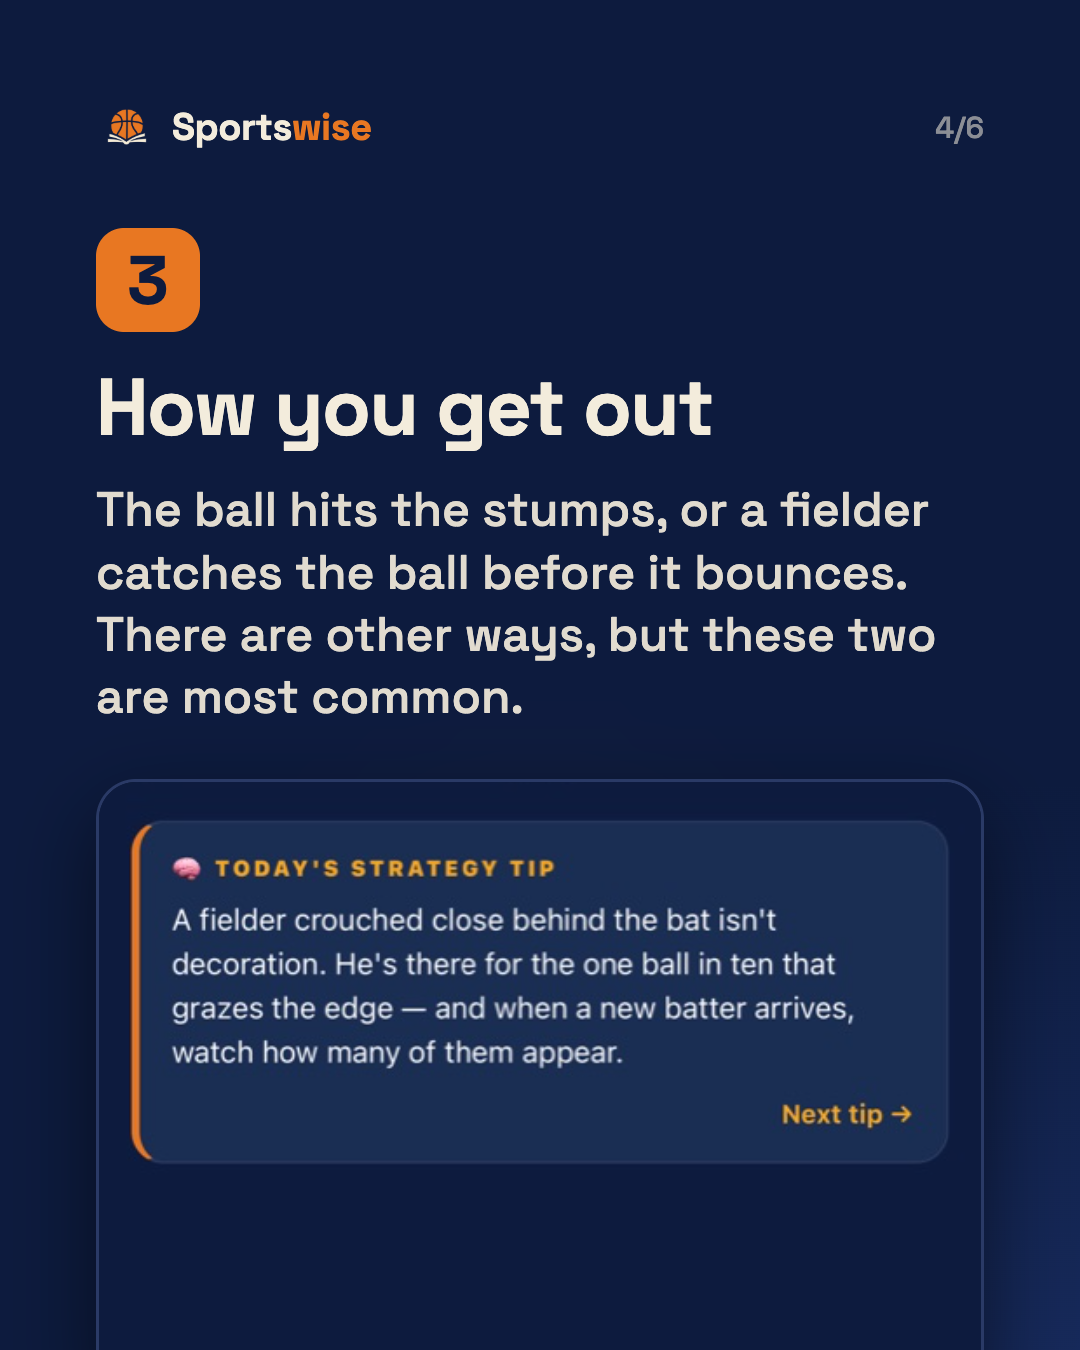 Sportswise
4/6
3
How you get out
The ball hits the stumps, or a fielder
catches the ball before it bounces.
There are other ways, but these two
are most common.
🧠 TODAY'S STRATEGY TIP
A fielder crouched close behind the bat isn't
decoration. He's there for the one ball in ten that
grazes the edge — and when a new batter arrives,
watch how many of them appear.
Next tip →